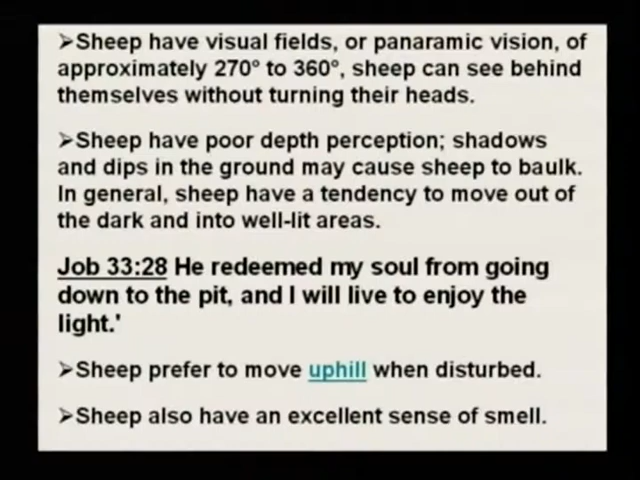 ➢Sheep have visual fields, or panaramic vision, of
approximately 270° to 360°, sheep can see behind
themselves without turning their heads.
➢Sheep have poor depth perception; shadows
and dips in the ground may cause sheep to baulk.
In general, sheep have a tendency to move out of
the dark and into well-lit areas.
Job 33:28 He redeemed my soul from going
down to the pit, and I will live to enjoy the
light.'
➢Sheep prefer to move uphill when disturbed.
➢Sheep also have an excellent sense of smell.